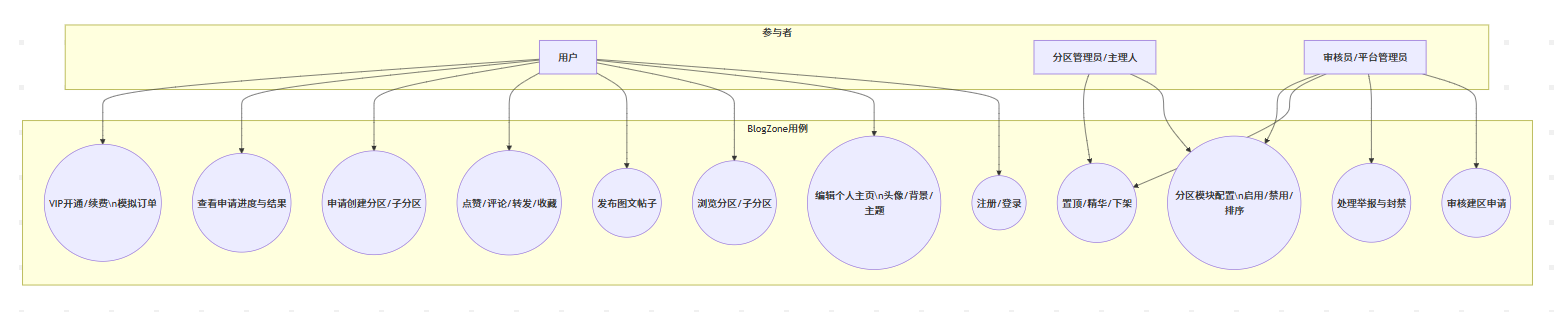 参与者
用户
分区管理员/主理人
审核员/平台管理员
BlogZone用例
VIP开通/续费\n模拟订单
查看申请进度与结果
申请创建分区/子分区
点赞/评论/转发/收藏
发布图文帖子
浏览分区/子分区
编辑个人主页\n头像/背景/
主题
注册/登录
置顶/精华/下架
分区模块配置\n启用/禁用/
排序
处理举报与封禁
审核建区申请